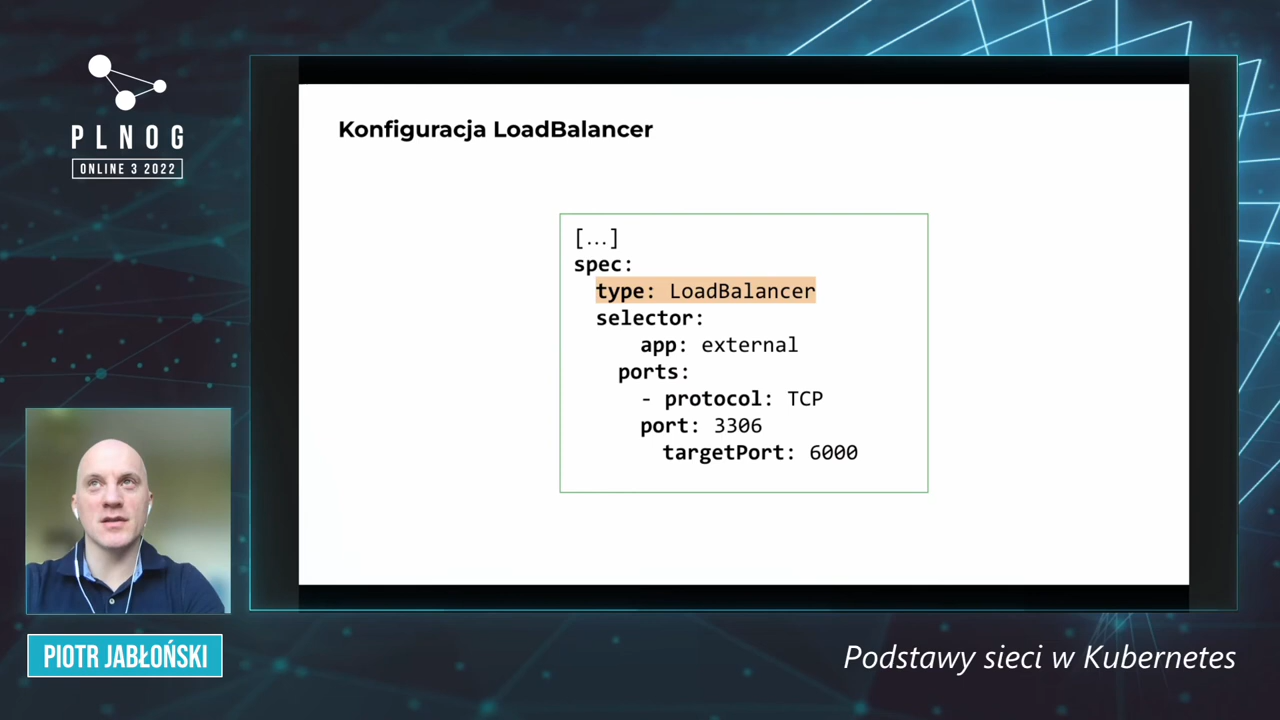 PLNOG
ONLINE 3 2022
Konfiguracja LoadBalancer
[...]
spec:
type: LoadBalancer
selector:
app: external
ports:
- protocol: TCP
port: 3306
targetPort: 6000
PIOTR JABŁOŃSKI
Podstawy sieci w Kubernetes